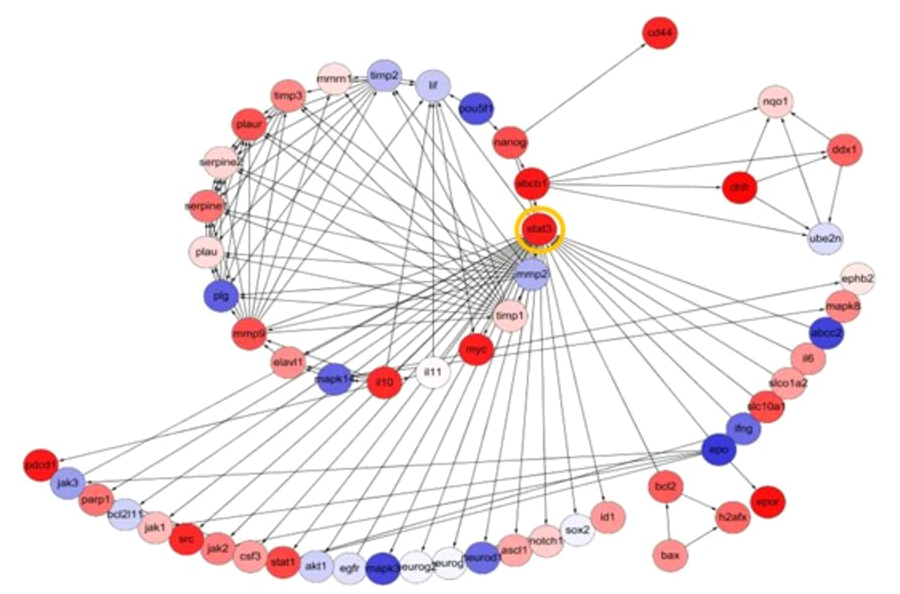 cd44
timp2
mmm1
lif
timp3
nqo1
pou5f1
plaur
nanog
ddx1
serpine2
abcb1
dhfr
serpine1
stat3
ube2n
plau
mmp2
ephb2
plg
mapk8
timp1
mmp9
abcc2
myc
il6
elavl1
il11
mapk14
il10
slco1a2
slc10a1
ifng
epo
pdcd1
jak3
bcl2
parp1
epor
bcl2l11
h2afx
id1
jak1
sox2
src
notch1
jak2
ascl1
csf3
bax
neurod1
stat1
akt1
egfr
mapk3
eurog2
eurog